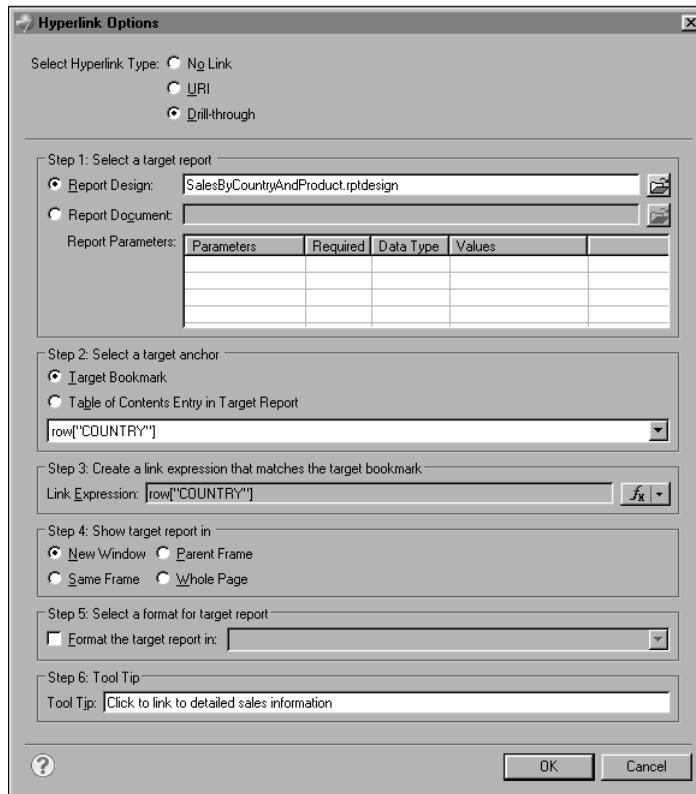 Hyperlink Options
Select Hyperlink Type: No Link
URI
Drill-through
Step 1: Select a target report
Report Design: SalesByCountryAndProduct.rptdesign
Report Document:
Report Parameters: Parameters Required Data Type Values
Step 2: Select a target anchor
Target Bookmark
Table of Contents Entry in Target Report
row["COUNTRY"]
Step 3: Create a link expression that matches the target bookmark
Link Expression: row["COUNTRY"] fx
Step 4: Show target report in
New Window Parent Frame
Same Frame Whole Page
Step 5: Select a format for target report
Format the target report in:
Step 6: Tool Tip
Tool Tip: Click to link to detailed sales information
? OK Cancel